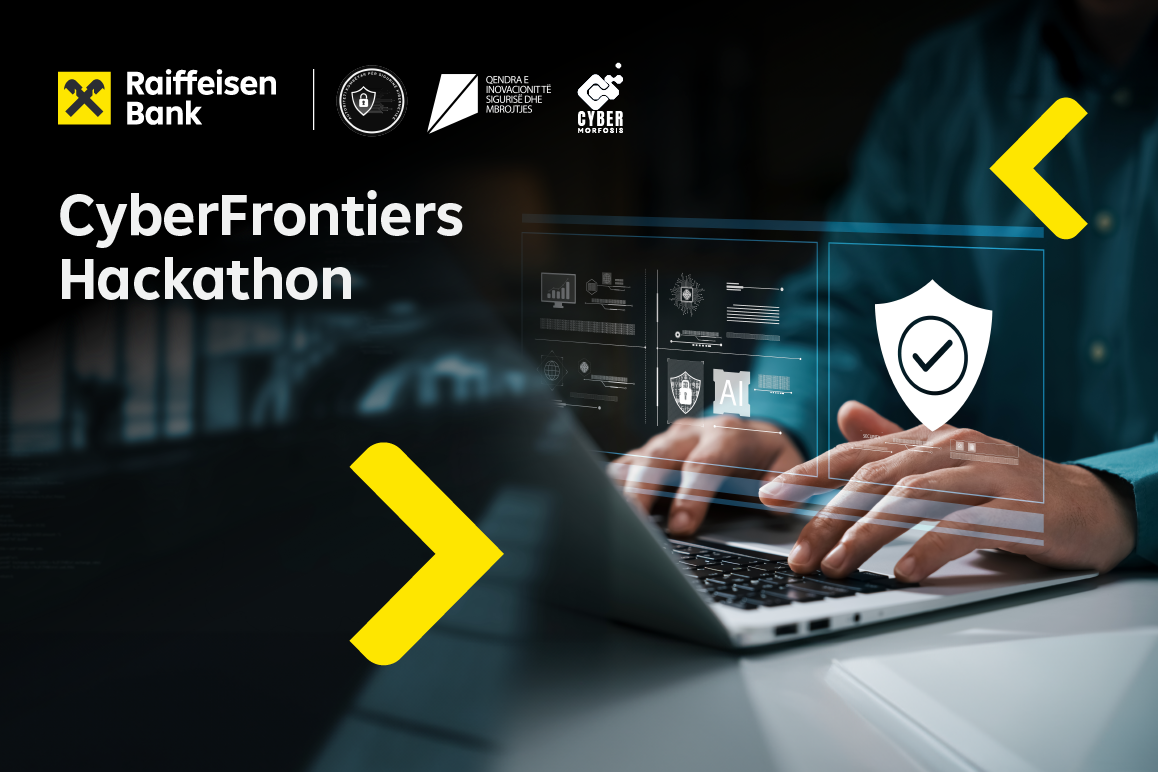 Raiffeisen
Bank
QENDRA E
INOVACIONIT TË
SIGURISË DHE
MBROJTJES
CYBER
MORFOSIS
CyberFrontiers
Hackathon
AI